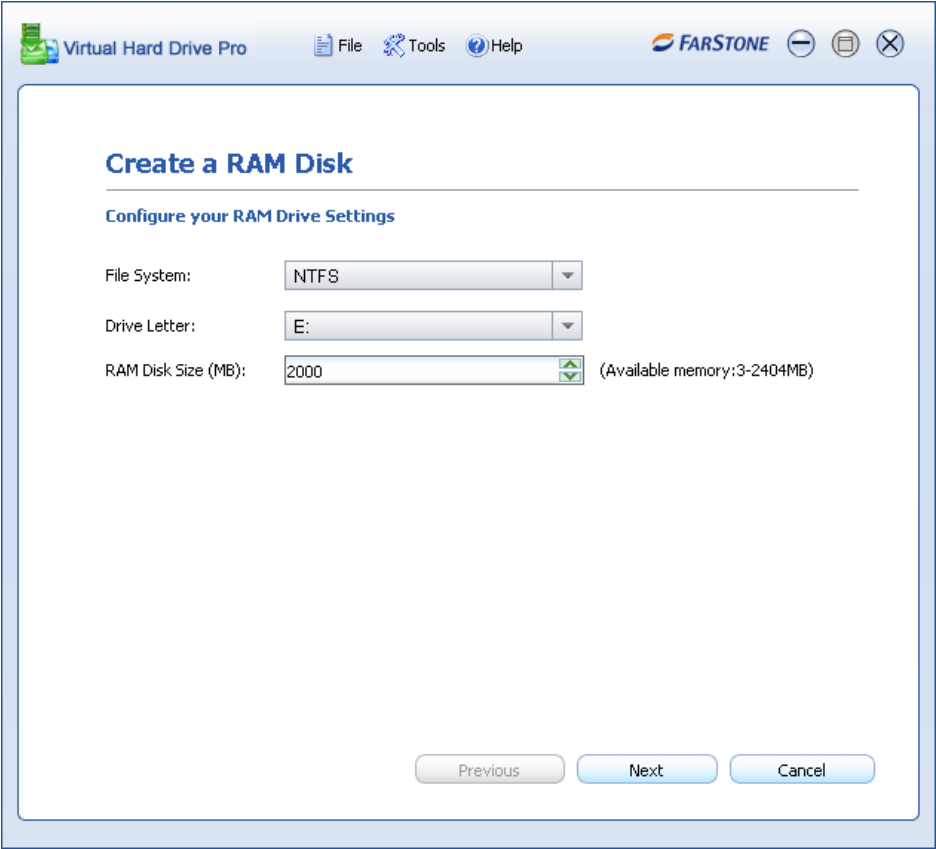 Virtual Hard Drive Pro File Tools Help FARSTONE
Create a RAM Disk
Configure your RAM Drive Settings
File System: NTFS
Drive Letter: E:
RAM Disk Size (MB): 2000 (Available memory:3-2404MB)
Previous Next Cancel